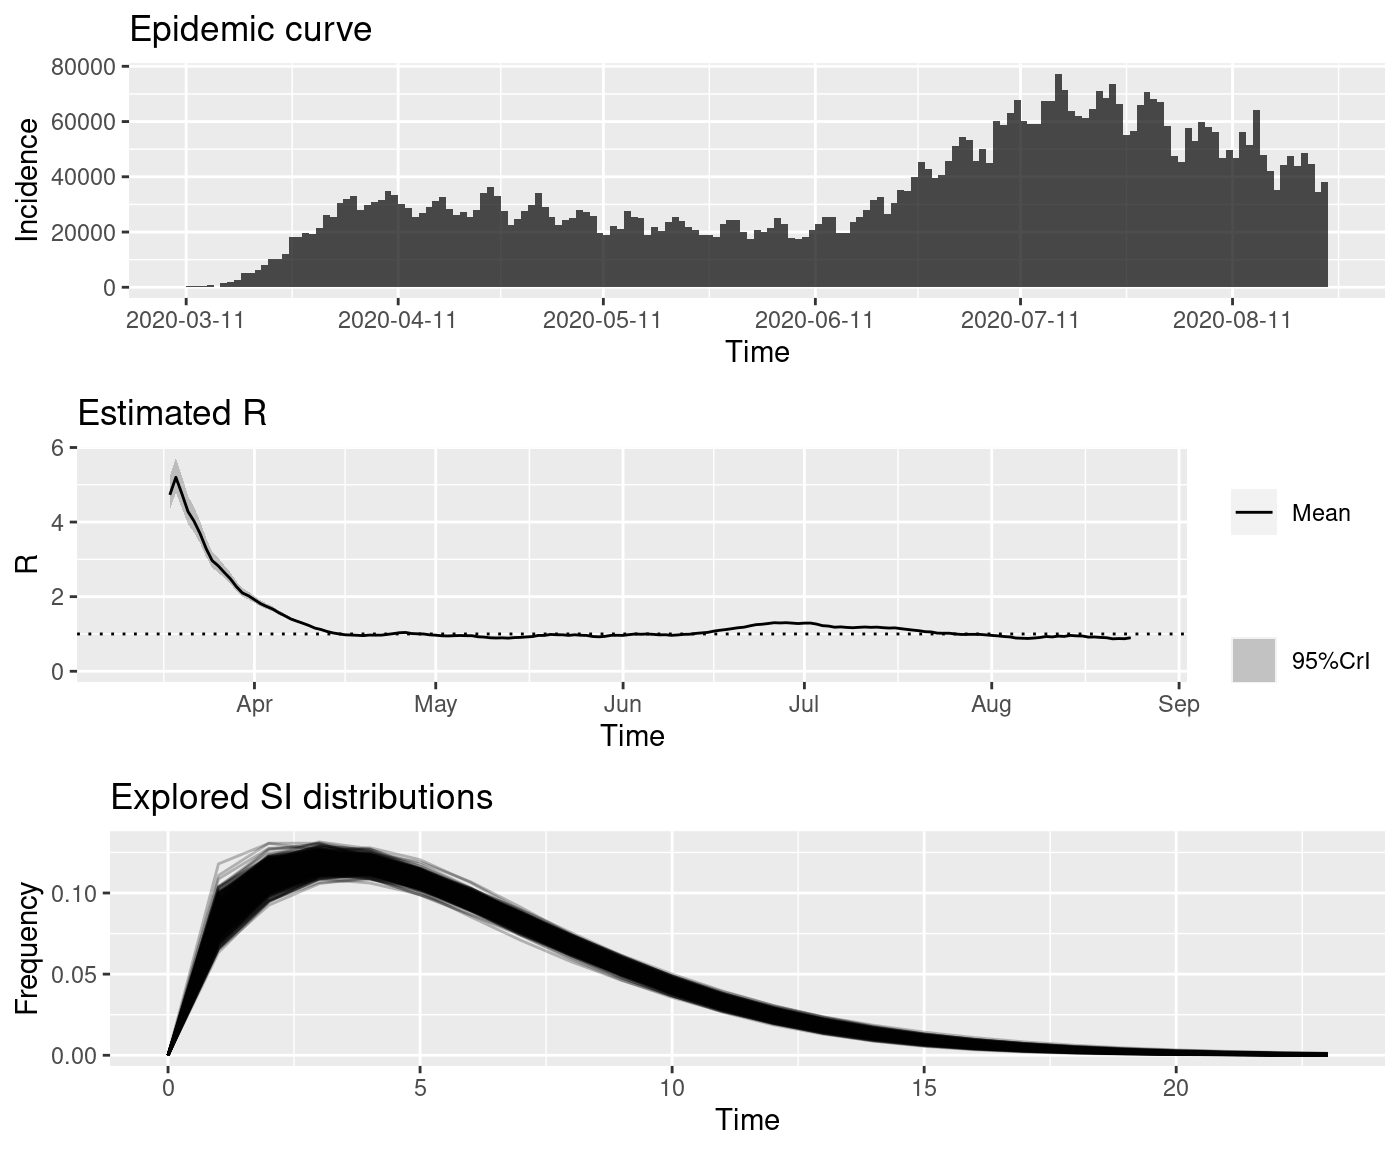 Epidemic curve
80000
60000
40000
20000
0
Incidence
2020-03-11 2020-04-11 2020-05-11 2020-06-11 2020-07-11 2020-08-11
Time
Estimated R
6
4
2
0
R
Apr May Jun Jul Aug Sep
Time
Mean
95%CrI
Explored SI distributions
0.10
0.05
0.00
Frequency
0 5 10 15 20
Time